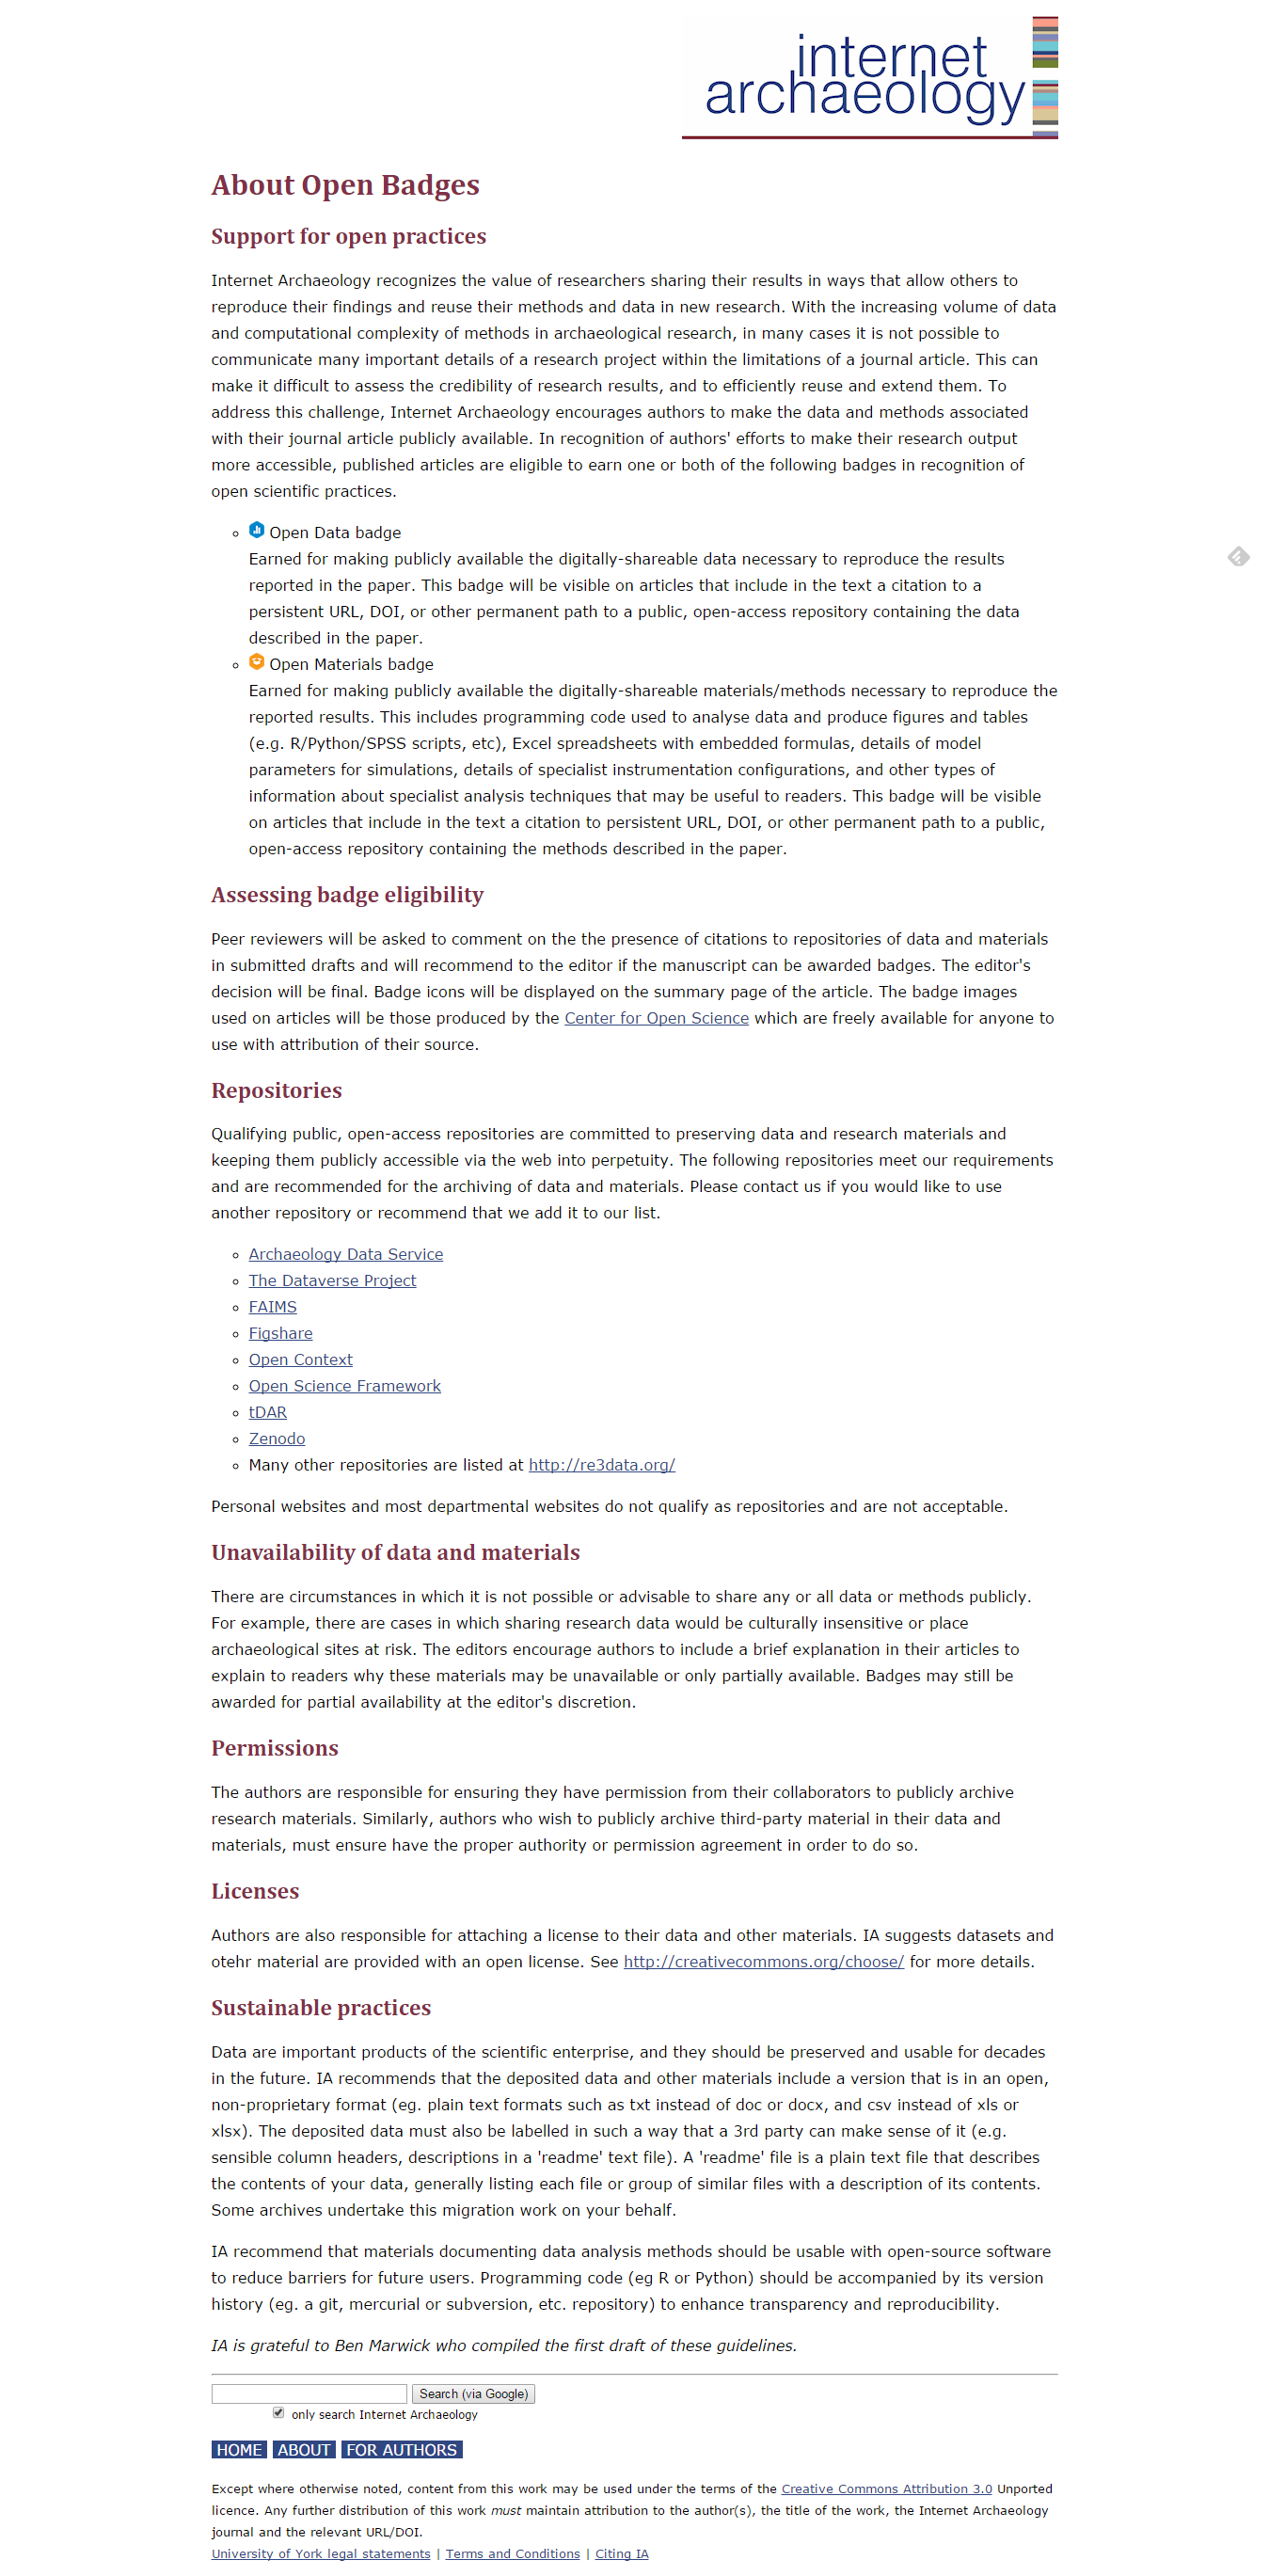 internet
archaeology
About Open Badges
Support for open practices
Internet Archaeology recognizes the value of researchers sharing their results in ways that allow others to
reproduce their findings and reuse their methods and data in new research. With the increasing volume of data
and computational complexity of methods in archaeological research, in many cases it is not possible to
communicate many important details of a research project within the limitations of a journal article. This can
make it difficult to assess the credibility of research results, and to efficiently reuse and extend them. To
address this challenge, Internet Archaeology encourages authors to make the data and methods associated
with their journal article publicly available. In recognition of authors' efforts to make their research output
more accessible, published articles are eligible to earn one or both of the following badges in recognition of
open scientific practices.
Open Data badge
Earned for making publicly available the digitally-shareable data necessary to reproduce the results
reported in the paper. This badge will be visible on articles that include in the text a citation to a
persistent URL, DOI, or other permanent path to a public, open-access repository containing the data
described in the paper.
Open Materials badge
Earned for making publicly available the digitally-shareable materials/methods necessary to reproduce the
reported results. This includes programming code used to analyse data and produce figures and tables
(e.g. R/Python/SPSS scripts, etc), Excel spreadsheets with embedded formulas, details of model
parameters for simulations, details of specialist instrumentation configurations, and other types of
information about specialist analysis techniques that may be useful to readers. This badge will be visible
on articles that include in the text a citation to persistent URL, DOI, or other permanent path to a public,
open-access repository containing the methods described in the paper.
Assessing badge eligibility
Peer reviewers will be asked to comment on the the presence of citations to repositories of data and materials
in submitted drafts and will recommend to the editor if the manuscript can be awarded badges. The editor's
decision will be final. Badge icons will be displayed on the summary page of the article. The badge images
used on articles will be those produced by the Center for Open Science which are freely available for anyone to
use with attribution of their source.
Repositories
Qualifying public, open-access repositories are committed to preserving data and research materials and
keeping them publicly accessible via the web into perpetuity. The following repositories meet our requirements
and are recommended for the archiving of data and materials. Please contact us if you would like to use
another repository or recommend that we add it to our list.
Archaeology Data Service
The Dataverse Project
FAIMS
Figshare
Open Context
Open Science Framework
tDAR
Zenodo
Many other repositories are listed at http://re3data.org/
Personal websites and most departmental websites do not qualify as repositories and are not acceptable.
Unavailability of data and materials
There are circumstances in which it is not possible or advisable to share any or all data or methods publicly.
For example, there are cases in which sharing research data would be culturally insensitive or place
archaeological sites at risk. The editors encourage authors to include a brief explanation in their articles to
explain to readers why these materials may be unavailable or only partially available. Badges may still be
awarded for partial availability at the editor's discretion.
Permissions
The authors are responsible for ensuring they have permission from their collaborators to publicly archive
research materials. Similarly, authors who wish to publicly archive third-party material in their data and
materials, must ensure have the proper authority or permission agreement in order to do so.
Licenses
Authors are also responsible for attaching a license to their data and other materials. IA suggests datasets and
otehr material are provided with an open license. See http://creativecommons.org/choose/ for more details.
Sustainable practices
Data are important products of the scientific enterprise, and they should be preserved and usable for decades
in the future. IA recommends that the deposited data and other materials include a version that is in an open,
non-proprietary format (eg. plain text formats such as txt instead of doc or docx, and csv instead of xls or
xlsx). The deposited data must also be labelled in such a way that a 3rd party can make sense of it (e.g.
sensible column headers, descriptions in a 'readme' text file). A 'readme' file is a plain text file that describes
the contents of your data, generally listing each file or group of similar files with a description of its contents.
Some archives undertake this migration work on your behalf.
IA recommend that materials documenting data analysis methods should be usable with open-source software
to reduce barriers for future users. Programming code (eg R or Python) should be accompanied by its version
history (eg. a git, mercurial or subversion, etc. repository) to enhance transparency and reproducibility.
IA is grateful to Ben Marwick who compiled the first draft of these guidelines.
Search (via Google)
only search Internet Archaeology
HOME ABOUT FOR AUTHORS
Except where otherwise noted, content from this work may be used under the terms of the Creative Commons Attribution 3.0 Unported
licence. Any further distribution of this work must maintain attribution to the author(s), the title of the work, the Internet Archaeology
journal and the relevant URL/DOI.
University of York legal statements | Terms and Conditions | Citing IA